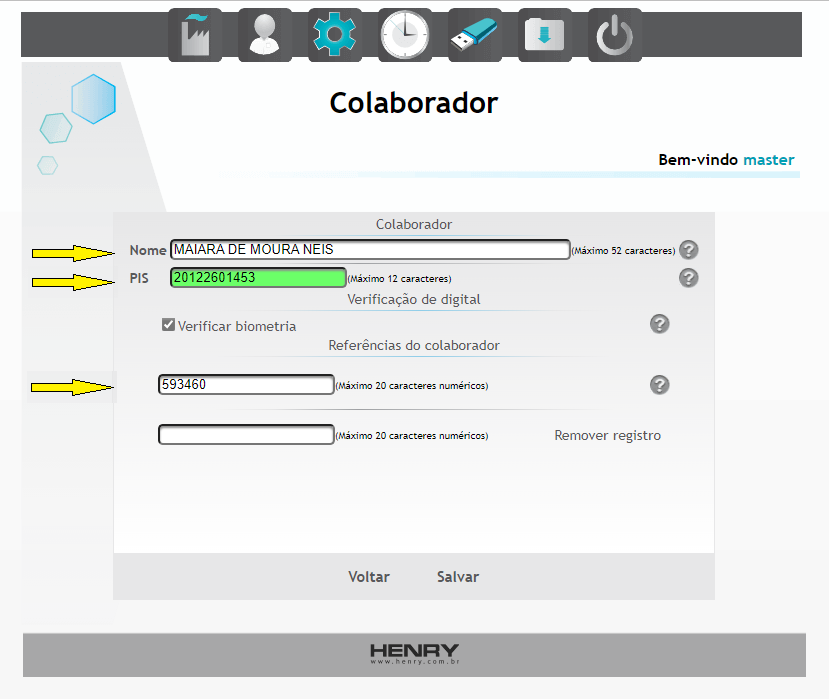 Colaborador
Bem-vindo master
Colaborador
Nome MAIARA DE MOURA NEIS (Máximo 52 caracteres) ?
PIS 20122601453 (Máximo 12 caracteres) ?
Verificação de digital
Verificar biometria ?
Referências do colaborador
593460 (Máximo 20 caracteres numéricos) ?
(Máximo 20 caracteres numéricos) Remover registro
Voltar Salvar
HENRY
www.henry.com.br